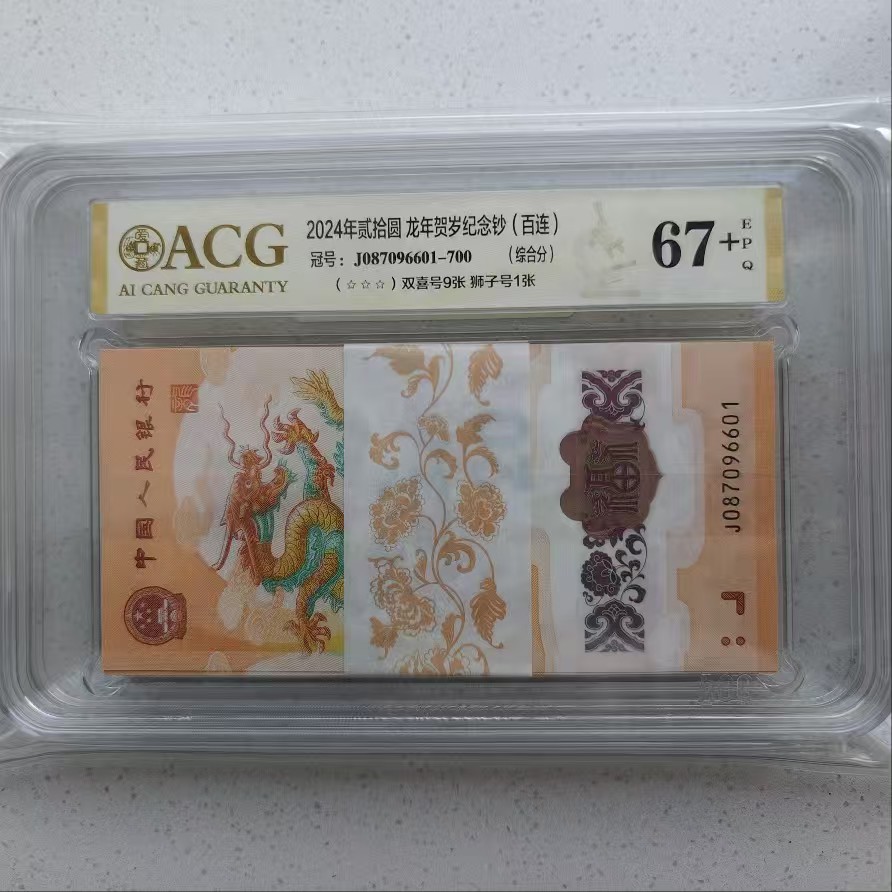 ACG
AI CANG GUARANTY
2024年贰拾圆 龙年贺岁纪念钞（百连）
冠号：J087096601-700 （综合分）
（☆☆☆）双喜号9张 狮子号1张
67+
EPQ
中国人民银行
J087096601